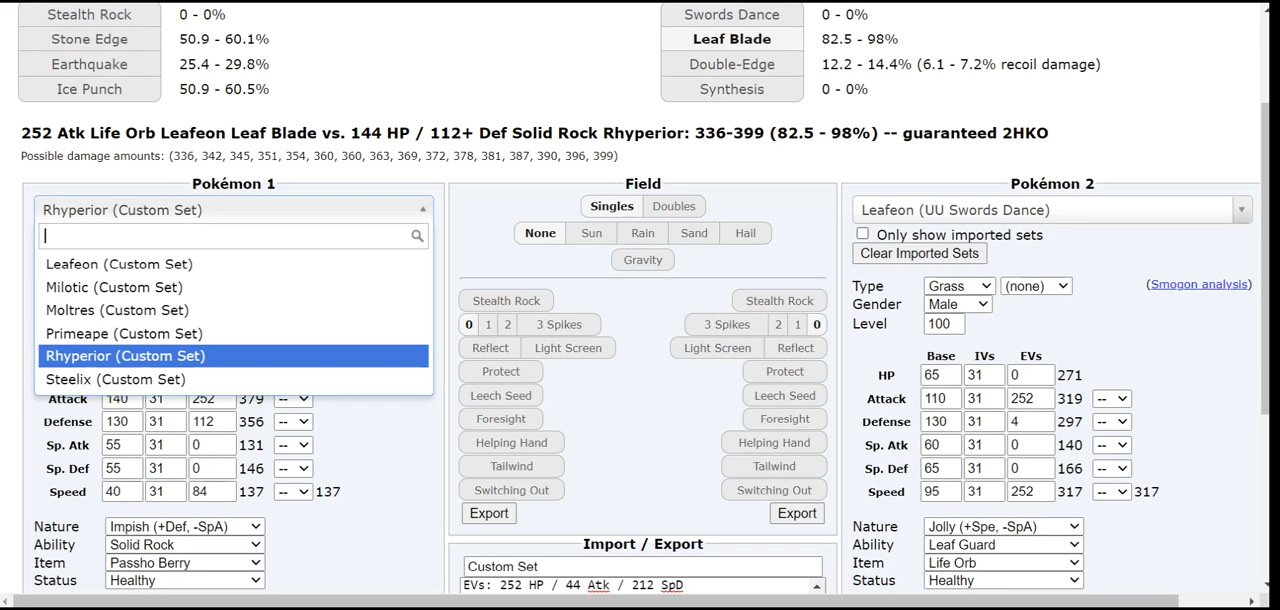 Stealth Rock 0 - 0% Swords Dance 0 - 0%
Stone Edge 50.9 - 60.1% Leaf Blade 82.5 - 98%
Earthquake 25.4 - 29.8% Double-Edge 12.2 - 14.4% (6.1 - 7.2% recoil damage)
Ice Punch 50.9 - 60.5% Synthesis 0 - 0%
252 Atk Life Orb Leafeon Leaf Blade vs. 144 HP / 112+ Def Solid Rock Rhyperior: 336-399 (82.5 - 98%) -- guaranteed 2HKO
Possible damage amounts: (336, 342, 345, 351, 354, 360, 360, 363, 369, 372, 378, 381, 387, 390, 396, 399)
Pokémon 1
Rhyperior (Custom Set)
Leafeon (Custom Set)
Milotic (Custom Set)
Moltres (Custom Set)
Primeape (Custom Set)
Rhyperior (Custom Set)
Steelix (Custom Set)
Attack 140 31 252 379 --
Defense 130 31 112 356 --
Sp. Atk 55 31 0 131 --
Sp. Def 55 31 0 146 --
Speed 40 31 84 137 -- 137
Nature Impish (+Def, -SpA)
Ability Solid Rock
Item Passho Berry
Status Healthy
Field
Singles Doubles
None Sun Rain Sand Hail
Gravity
Stealth Rock Stealth Rock
0 1 2 3 Spikes 3 Spikes 2 1 0
Reflect Light Screen Light Screen Reflect
Protect Protect
Leech Seed Leech Seed
Foresight Foresight
Helping Hand Helping Hand
Tailwind Tailwind
Switching Out Switching Out
Export Export
Import / Export
Custom Set
EVs: 252 HP / 44 Atk / 212 SpD
Pokémon 2
Leafeon (UU Swords Dance)
Only show imported sets
Clear Imported Sets
Type Grass (none) (Smogon analysis)
Gender Male
Level 100
Base IVs EVs
HP 65 31 0 271
Attack 110 31 252 319 --
Defense 130 31 4 297 --
Sp. Atk 60 31 0 140 --
Sp. Def 65 31 0 166 --
Speed 95 31 252 317 -- 317
Nature Jolly (+Spe, -SpA)
Ability Leaf Guard
Item Life Orb
Status Healthy